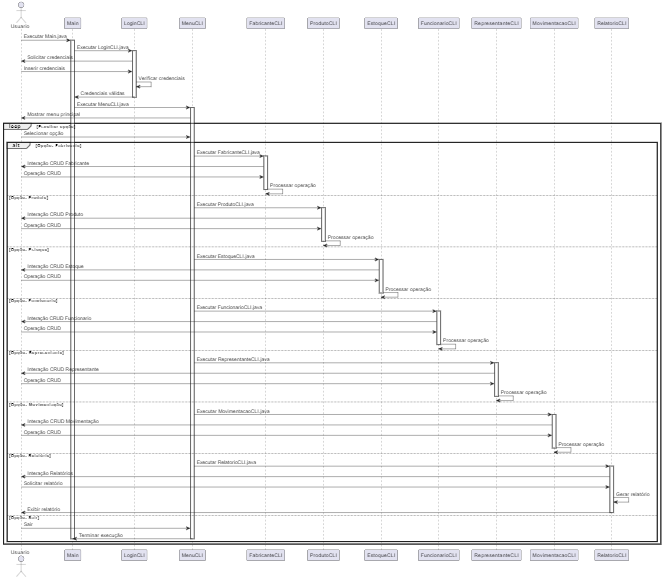 Usuario
Main
LoginCLI
MenuCLI
FabricanteCLI
ProdutoCLI
EstoqueCLI
FuncionarioCLI
RepresentanteCLI
MovimentacaoCLI
RelatorioCLI
Executar Main.java
Executar LoginCLI.java
Solicitar credenciais
Inserir credenciais
Verificar credenciais
Credenciais válidas
Executar MenuCLI.java
Mostrar menu principal
loop
[Escolher opção]
Selecionar opção
alt
[Opção: Fabricante]
Executar FabricanteCLI.java
Interação CRUD Fabricante
Operação CRUD
Processar operação
[Opção: Produto]
Executar ProdutoCLI.java
Interação CRUD Produto
Operação CRUD
Processar operação
[Opção: Estoque]
Executar EstoqueCLI.java
Interação CRUD Estoque
Operação CRUD
Processar operação
[Opção: Funcionário]
Executar FuncionarioCLI.java
Interação CRUD Funcionario
Operação CRUD
Processar operação
[Opção: Representante]
Executar RepresentanteCLI.java
Interação CRUD Representante
Operação CRUD
Processar operação
[Opção: Movimentação]
Executar MovimentacaoCLI.java
Interação CRUD Movimentação
Operação CRUD
Processar operação
[Opção: Relatório]
Executar RelatorioCLI.java
Interação Relatórios
Solicitar relatório
Gerar relatório
Exibir relatório
[Opção: Sair]
Sair
Terminar execução
Usuario
Main
LoginCLI
MenuCLI
FabricanteCLI
ProdutoCLI
EstoqueCLI
FuncionarioCLI
RepresentanteCLI
MovimentacaoCLI
RelatorioCLI